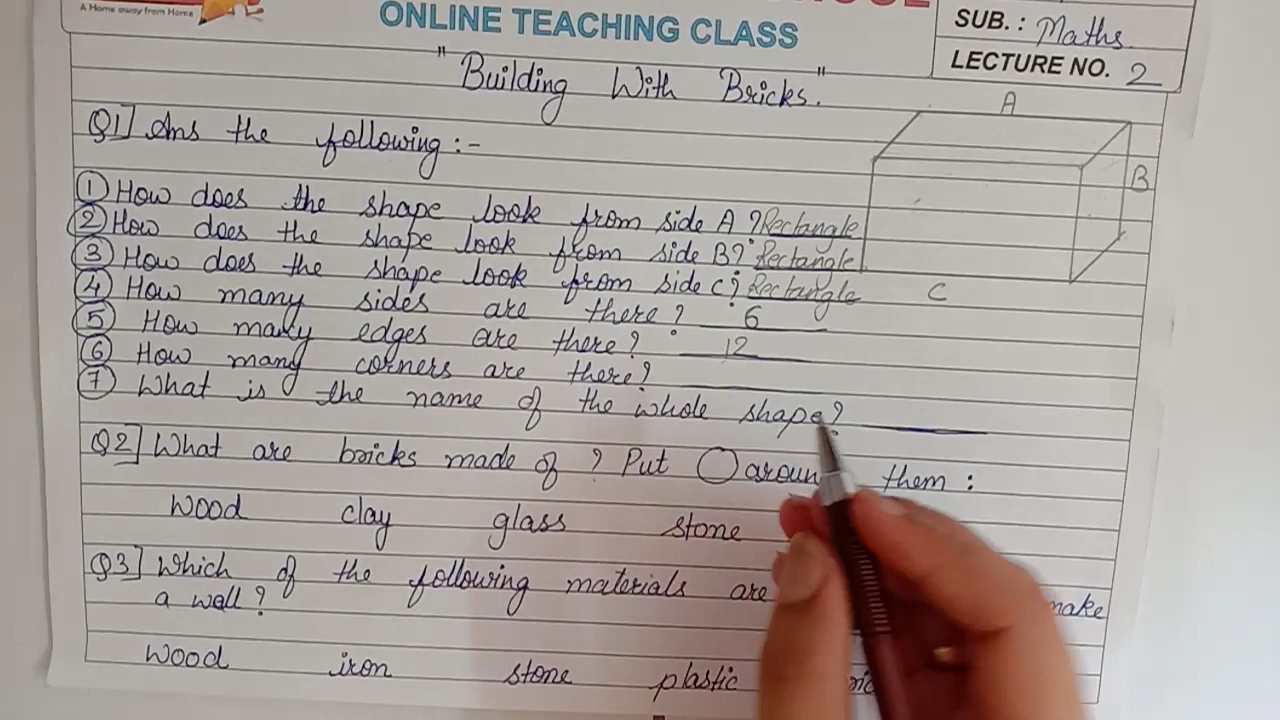 A Home away from Home
ONLINE TEACHING CLASS
SUB. : Maths.
LECTURE NO. 2
"Building With Bricks."
Q1] Ans the following :-
A
B
C
① How does the shape look from side A ? Rectangle
② How does the shape look from side B? Rectangle
③ How does the shape look from side C? Rectangle
④ How many sides are there? 6
⑤ How many edges are there? 12
⑥ How many corners are there?
⑦ What is the name of the whole shape?
Q2] What are bricks made of ? Put ◯ them :
wood clay glass stone
Q3] Which of the following materials are make
a wall ?
wood iron stone plastic